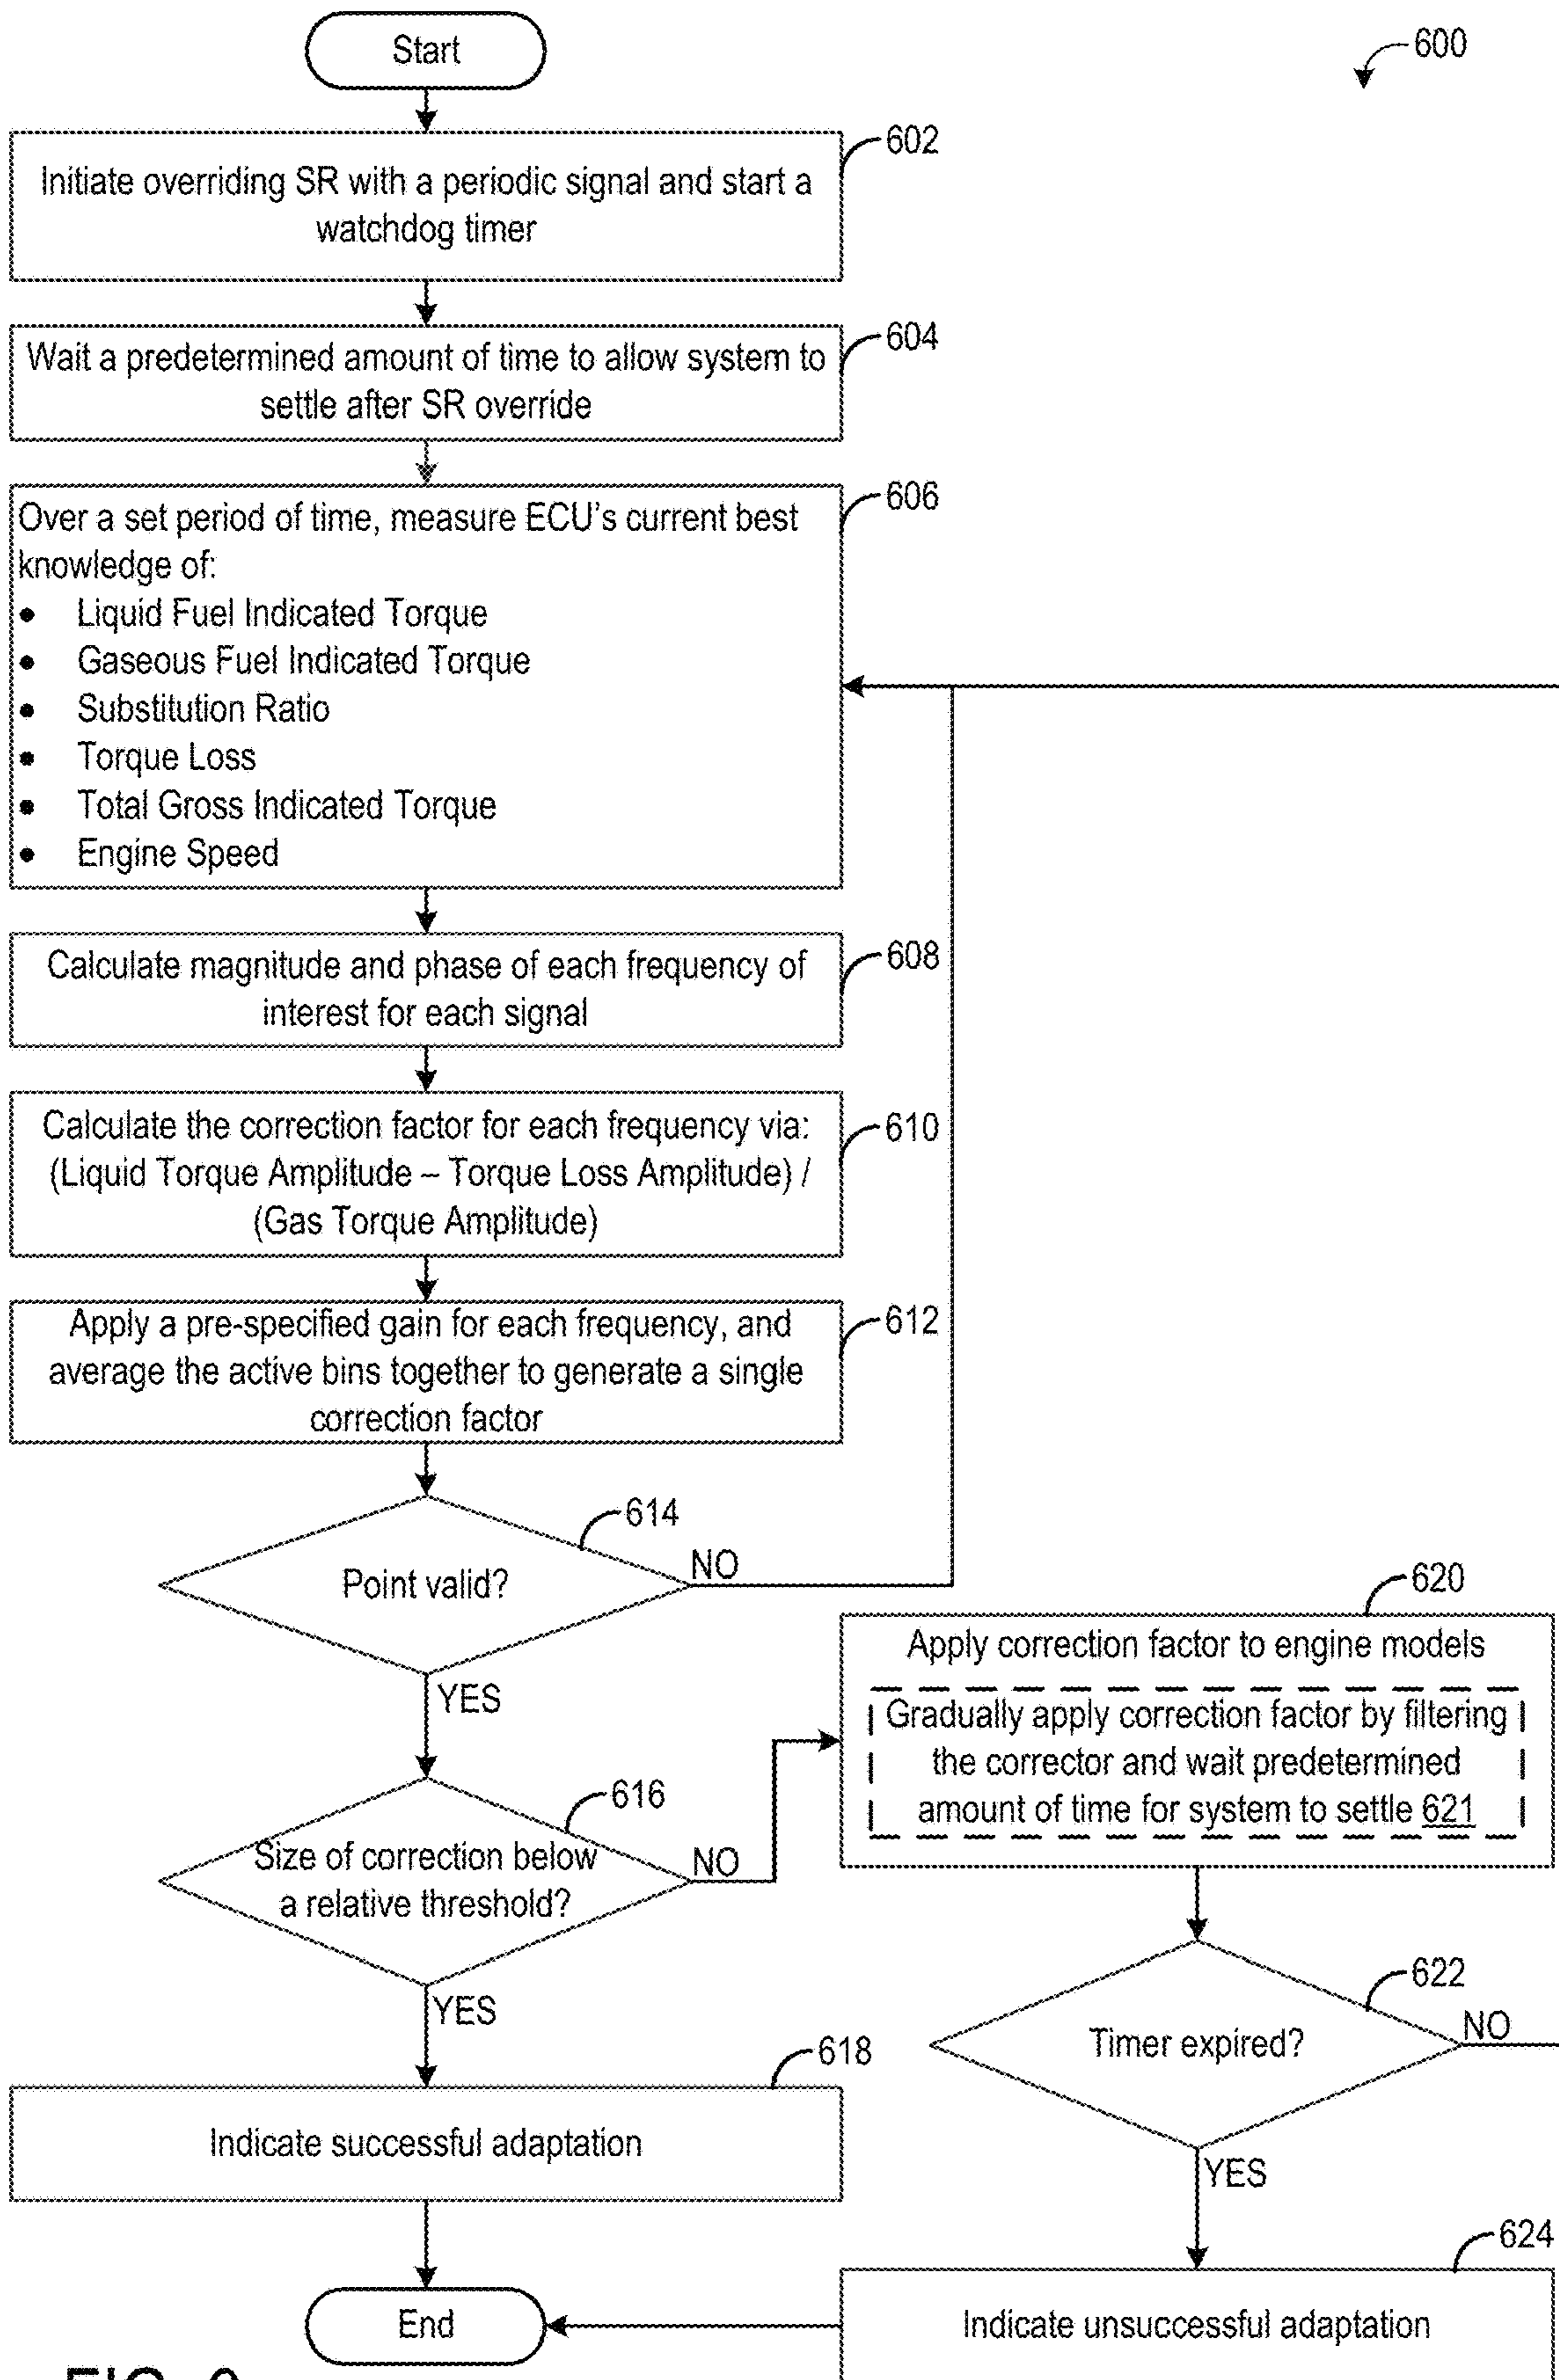 Start
600
602
Initiate overriding SR with a periodic signal and start a
watchdog timer
604
Wait a predetermined amount of time to allow system to
settle after SR override
606
Over a set period of time, measure ECU's current best
knowledge of:
• Liquid Fuel Indicated Torque
• Gaseous Fuel Indicated Torque
• Substitution Ratio
• Torque Loss
• Total Gross Indicated Torque
• Engine Speed
608
Calculate magnitude and phase of each frequency of
interest for each signal
610
Calculate the correction factor for each frequency via:
(Liquid Torque Amplitude – Torque Loss Amplitude) /
(Gas Torque Amplitude)
612
Apply a pre-specified gain for each frequency, and
average the active bins together to generate a single
correction factor
614
Point valid?
NO
YES
616
Size of correction below
a relative threshold?
NO
YES
618
Indicate successful adaptation
620
Apply correction factor to engine models
Gradually apply correction factor by filtering
the corrector and wait predetermined
amount of time for system to settle 621
622
Timer expired?
NO
YES
624
Indicate unsuccessful adaptation
End